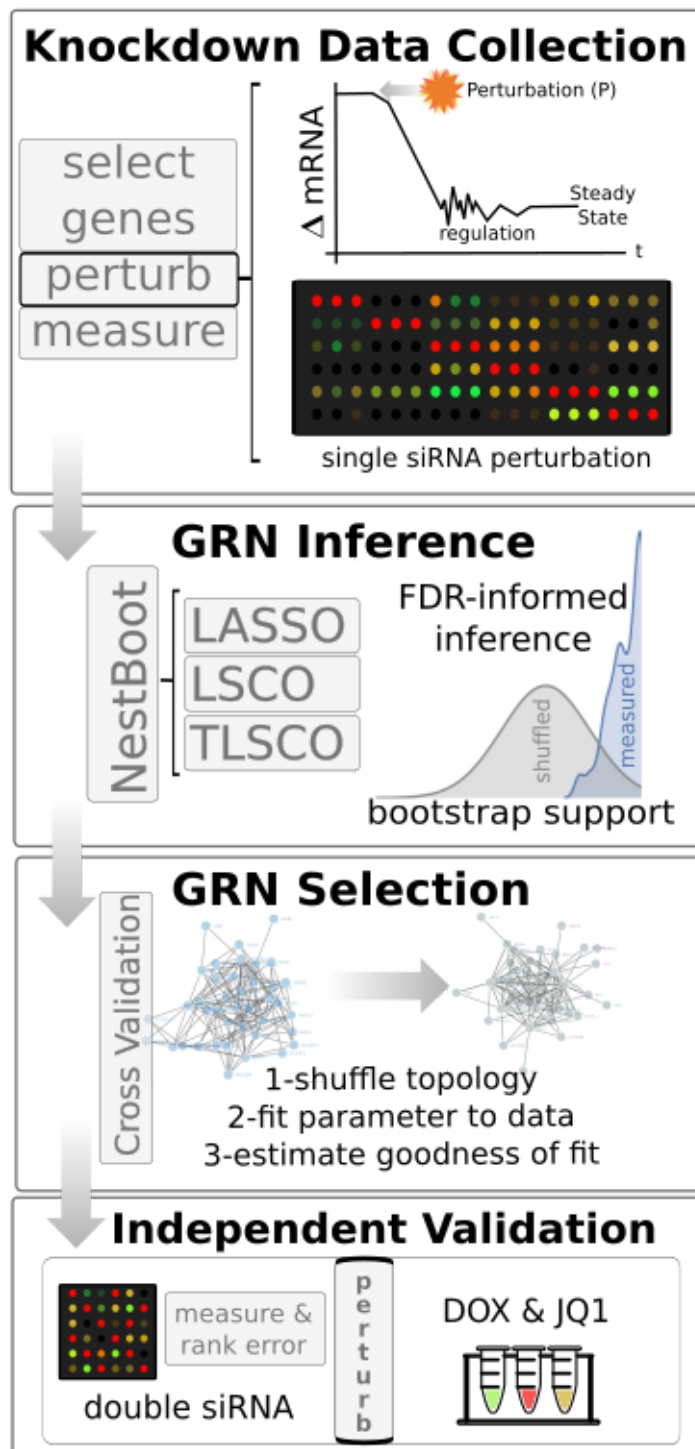 Knockdown Data Collection
select
genes
perturb
measure
Δ mRNA
Perturbation (P)
regulation
Steady
State
t
single siRNA perturbation
GRN Inference
NestBoot
LASSO
LSCO
TLSCO
FDR-informed
inference
shuffled
measured
bootstrap support
GRN Selection
Cross Validation
1-shuffle topology
2-fit parameter to data
3-estimate goodness of fit
Independent Validation
measure &
rank error
double siRNA
perturb
DOX & JQ1